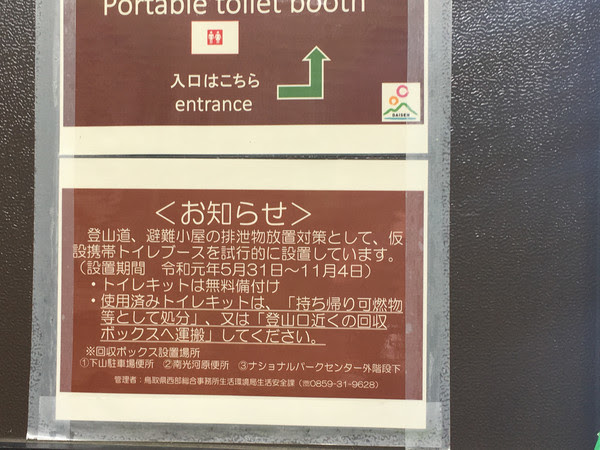 Portable toilet booth
入口はこちら
entrance
DAISEN
＜お知らせ＞
登山道、避難小屋の排泄物放置対策として、仮
設携帯トイレブースを試行的に設置しています。
（設置期間　令和元年5月31日～11月4日）
・トイレキットは無料備付け
・使用済みトイレキットは、「持ち帰り可燃物
等として処分」、又は「登山口近くの回収
ボックスへ運搬」してください。
※回収ボックス設置場所
①下山駐車場便所　②南光河原便所　③ナショナルパークセンター外階段下
管理者：鳥取県西部総合事務所生活環境局生活安全課（☎0859-31-9628）